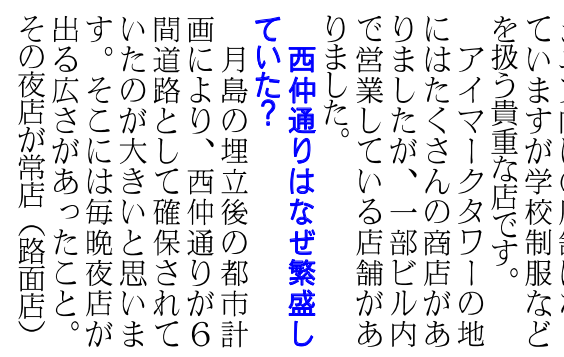 ていますが学校制服など
を扱う貴重な店です。
　アイマークタワーの地
にはたくさんの商店があ
りましたが、一部ビル内
で営業している店舗があ
りました。
　西仲通りはなぜ繁盛し
ていた？
　月島の埋立後の都市計
画により、西仲通りが６
間道路として確保されて
いたのが大きいと思いま
す。そこには毎晩夜店が
出る広さがあったこと。
その夜店が常店（路面店）